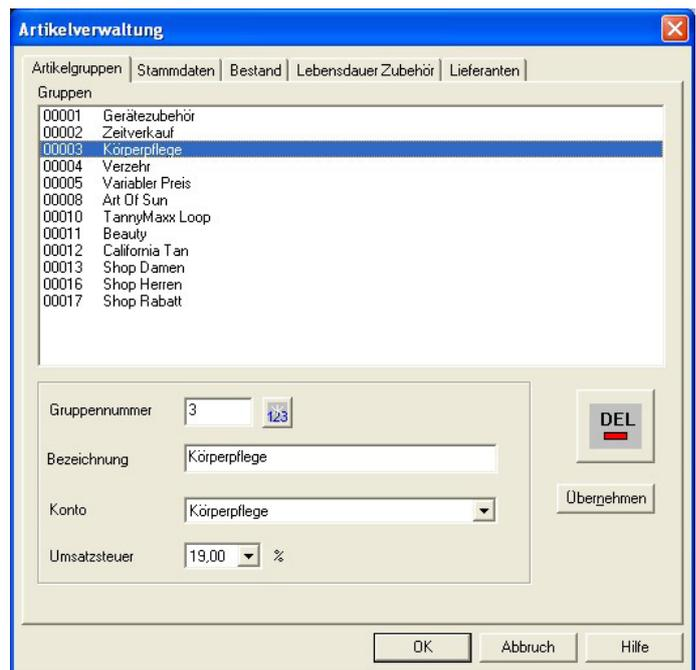 Artikelverwaltung
Artikelgruppen Stammdaten Bestand Lebensdauer Zubehör Lieferanten
Gruppen
00001 Gerätezubehör
00002 Zeitverkauf
00003 Körperpflege
00004 Verzehr
00005 Variabler Preis
00008 Art Of Sun
00010 TannyMaxx Loop
00011 Beauty
00012 California Tan
00013 Shop Damen
00016 Shop Herren
00017 Shop Rabatt
Gruppennummer 3 123
DEL
Bezeichnung Körperpflege
Übernehmen
Konto Körperpflege
Umsatzsteuer 19,00 %
OK Abbruch Hilfe